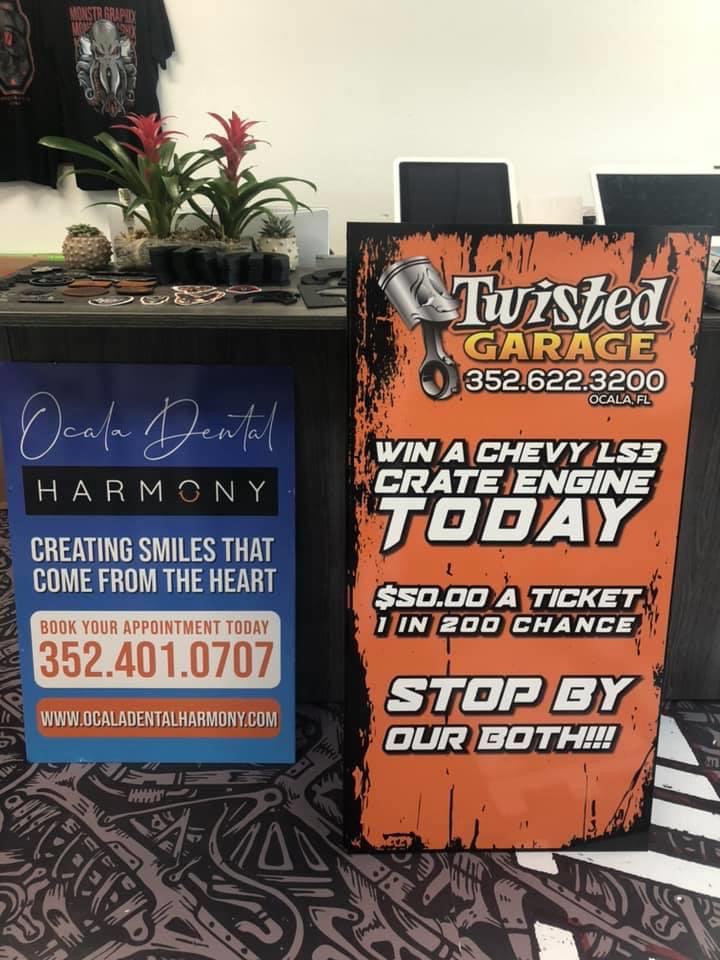 MONSTR GRAPHIX
Ocala Dental
HARMONY
CREATING SMILES THAT
COME FROM THE HEART
BOOK YOUR APPOINTMENT TODAY
352.401.0707
WWW.OCALADENTALHARMONY.COM
Twisted
GARAGE
352.622.3200
OCALA, FL
WIN A CHEVY LS3
CRATE ENGINE
TODAY
$50.00 A TICKET
1 IN 200 CHANCE
STOP BY
OUR BOTH!!!